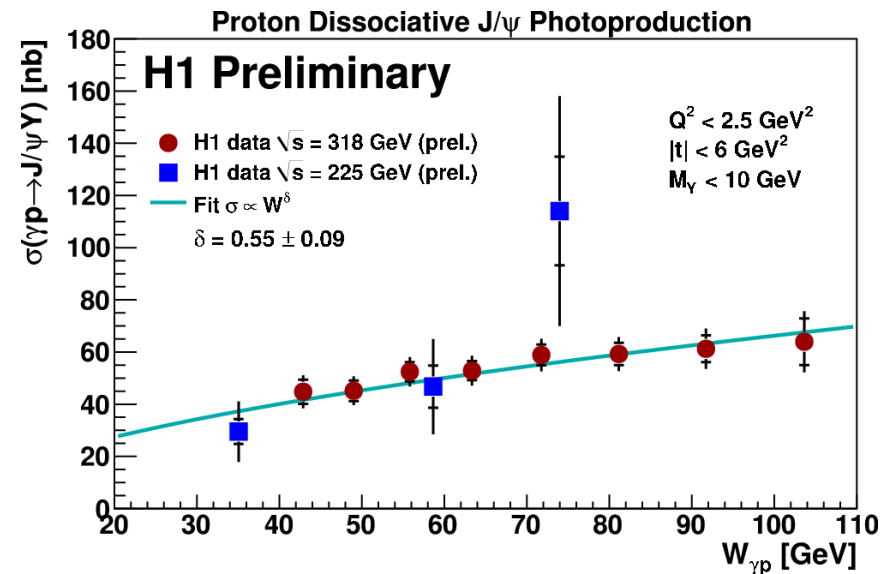 Proton Dissociative J/ψ Photoproduction
σ(γp→J/ψY) [nb]
180
160
140
120
100
80
60
40
20
0
H1 Preliminary
H1 data √s = 318 GeV (prel.)
H1 data √s = 225 GeV (prel.)
Fit σ ∝ W^δ
δ = 0.55 ± 0.09
Q² < 2.5 GeV²
|t| < 6 GeV²
M_Y < 10 GeV
20 30 40 50 60 70 80 90 100 110
W_γp [GeV]